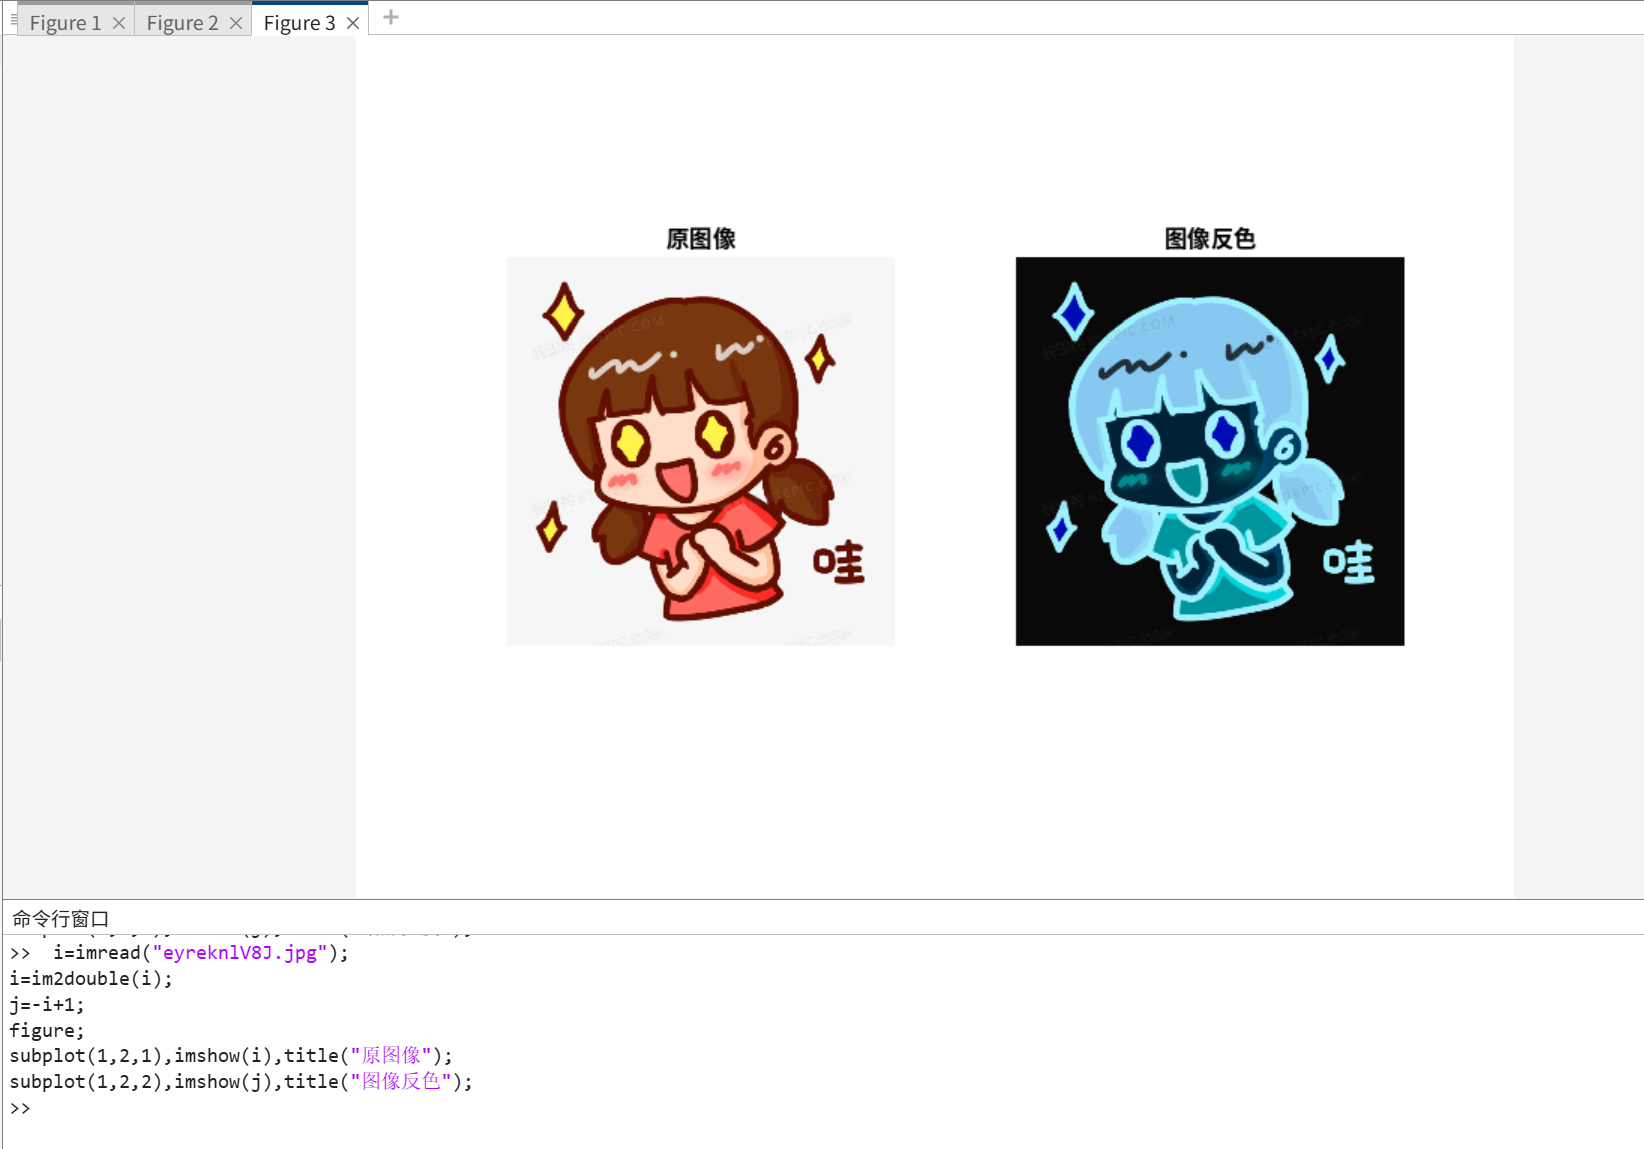 Figure 1
Figure 2
Figure 3
原图像
图像反色
哇
哇
命令行窗口
>>  i=imread("eyreknlV8J.jpg");
i=im2double(i);
j=-i+1;
figure;
subplot(1,2,1),imshow(i),title("原图像");
subplot(1,2,2),imshow(j),title("图像反色");
>>